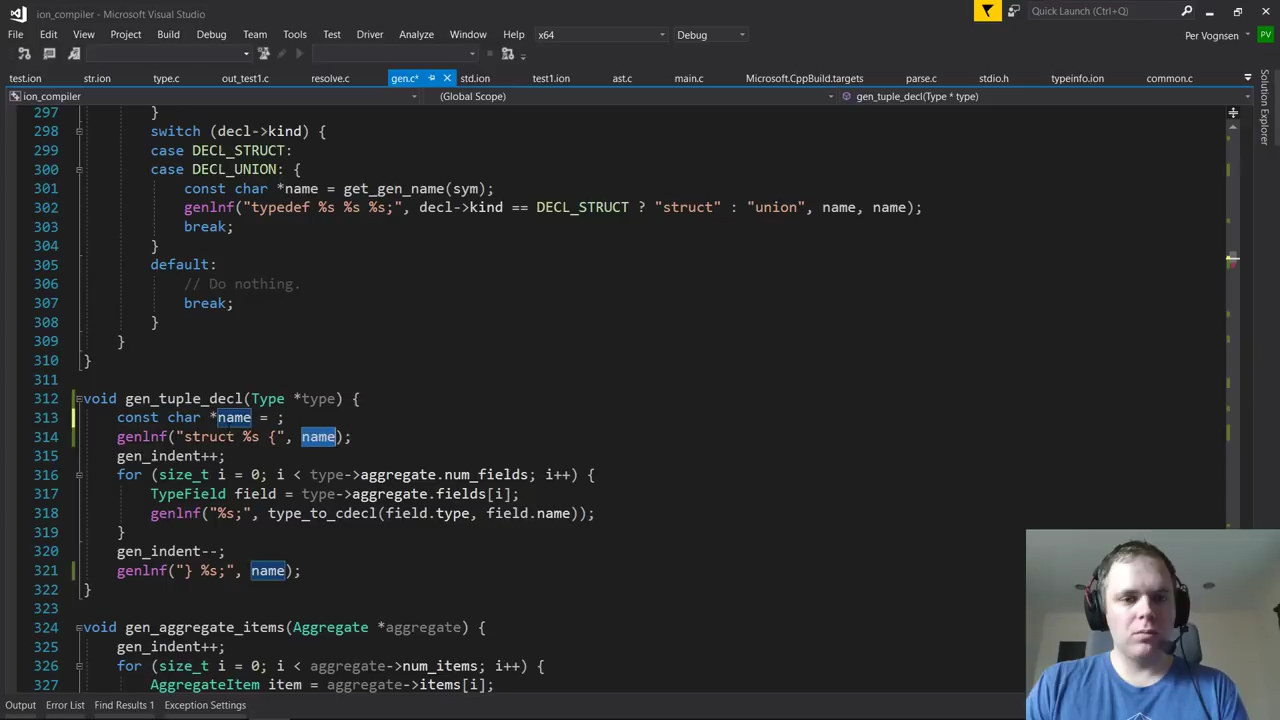 ion_compiler - Microsoft Visual Studio
Quick Launch (Ctrl+Q)
File Edit View Project Build Debug Team Tools Test Driver Analyze Window Help x64 Debug Per Vognsen PV
test.ion str.ion type.c out_test1.c resolve.c gen.c* std.ion test1.ion ast.c main.c Microsoft.CppBuild.targets parse.c stdio.h typeinfo.ion common.c
ion_compiler (Global Scope) gen_tuple_decl(Type * type)
Solution Explorer
297 }
298 switch (decl->kind) {
299 case DECL_STRUCT:
300 case DECL_UNION: {
301 const char *name = get_gen_name(sym);
302 genlnf("typedef %s %s %s;", decl->kind == DECL_STRUCT ? "struct" : "union", name, name);
303 break;
304 }
305 default:
306 // Do nothing.
307 break;
308 }
309 }
310 }
311
312 void gen_tuple_decl(Type *type) {
313 const char *name = ;
314 genlnf("struct %s {", name);
315 gen_indent++;
316 for (size_t i = 0; i < type->aggregate.num_fields; i++) {
317 TypeField field = type->aggregate.fields[i];
318 genlnf("%s;", type_to_cdecl(field.type, field.name));
319 }
320 gen_indent--;
321 genlnf("} %s;", name);
322 }
323
324 void gen_aggregate_items(Aggregate *aggregate) {
325 gen_indent++;
326 for (size_t i = 0; i < aggregate->num_items; i++) {
327 AggregateItem item = aggregate->items[i];
Output Error List Find Results 1 Exception Settings